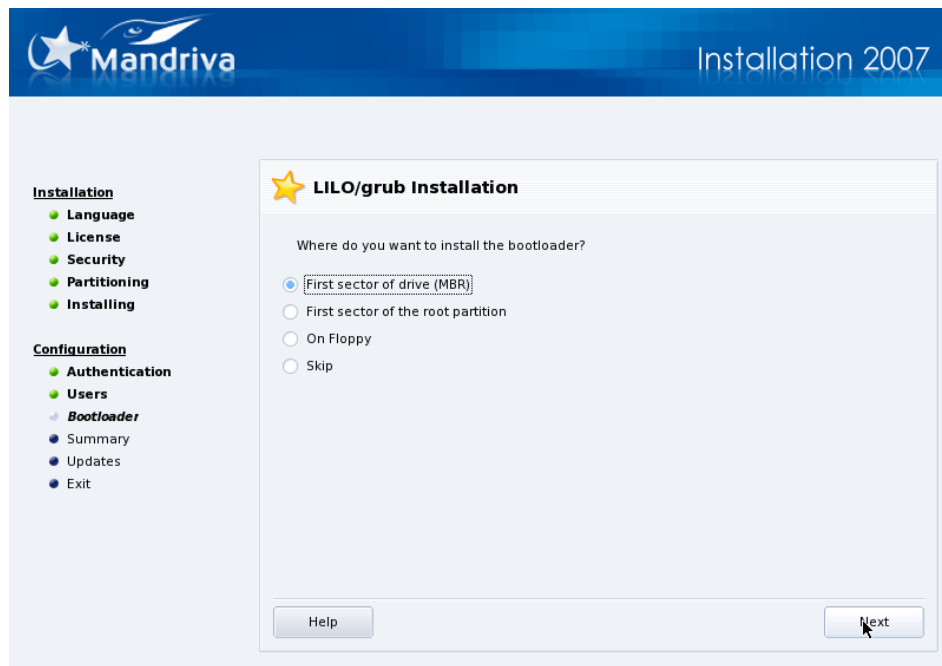 Mandriva
Installation 2007
Installation
Language
License
Security
Partitioning
Installing
Configuration
Authentication
Users
Bootloader
Summary
Updates
Exit
LILO/grub Installation
Where do you want to install the bootloader?
First sector of drive (MBR)
First sector of the root partition
On Floppy
Skip
Help
Next